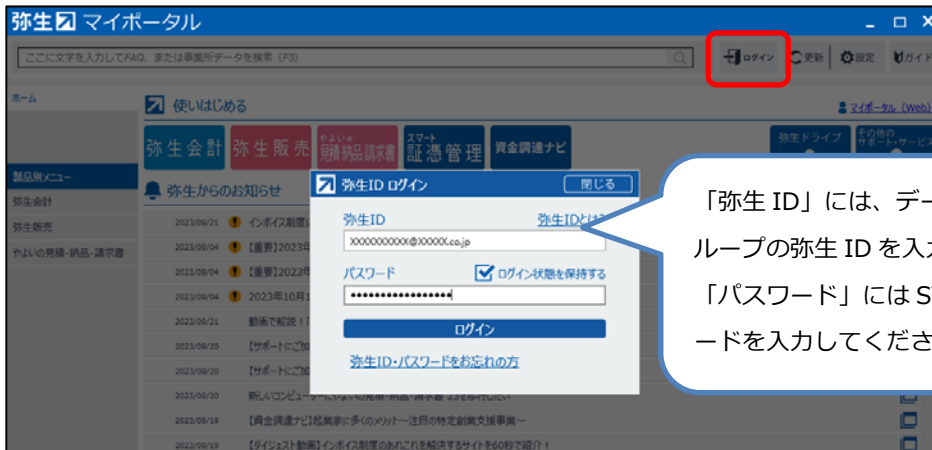 弥生 マイポータル
ここに文字を入力してFAQ、または事業所データを検索 (F3)
ログイン
更新
設定
ガイド
ホーム
使いはじめる
マイポータル (Web)
弥生会計
弥生販売
やよいの
見積納品請求書
スマート
証憑管理
資金調達ナビ
弥生ドライブ
その他の
サポート・サービス
製品別メニュー
弥生会計
弥生販売
やよいの見積・納品・請求書
弥生からのお知らせ
弥生ID ログイン
閉じる
弥生ID
弥生IDとは?
XXXXXXXXXX@XXXXX.co.jp
パスワード
ログイン状態を保持する
ログイン
弥生ID・パスワードをお忘れの方
2023/09/21 インボイス制度
2023/09/04 【重要】2023年
2023/09/04 【重要】2023年
2023/09/04 2023年10月1
2023/09/21 動画で解説!
2023/09/20 【サポートにご加
2023/09/20 【サポートにご加
2023/09/20
2023/09/19 【資金調達ナビ】起業家に多くのメリット～注目の特定創業支援事業～
2023/09/19 【ダイジェスト動画】インボイス制度のあれこれを解決するサイトを60秒で紹介!
「弥生 ID」には、デー
ループの弥生 ID を入
「パスワード」には S
ードを入力してくださ